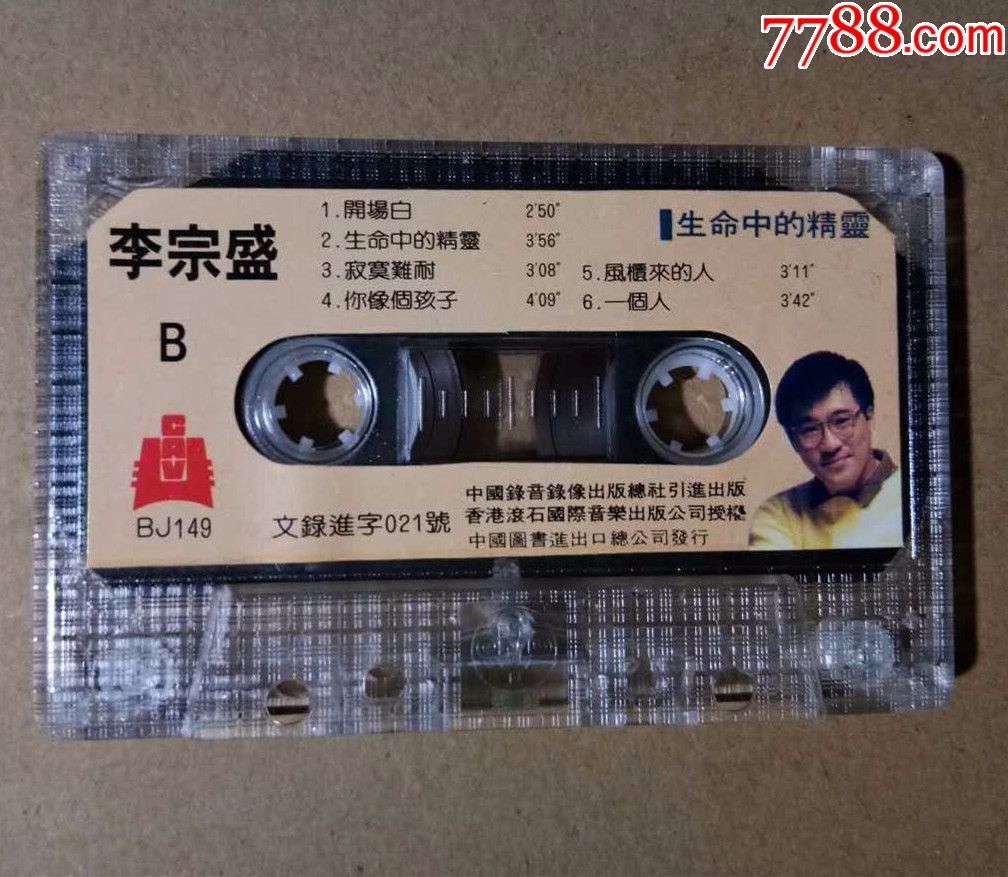 7788.com
李宗盛
B
1.開場白 2'50"
2.生命中的精靈 3'56"
3.寂寞難耐 3'08"
4.你像個孩子 4'09"
生命中的精靈
5.風櫃來的人 3'11"
6.一個人 3'42"
CAV
BJ149
文錄進字021號
中國錄音錄像出版總社引進出版
香港滾石國際音樂出版公司授權
中國圖書進出口總公司發行